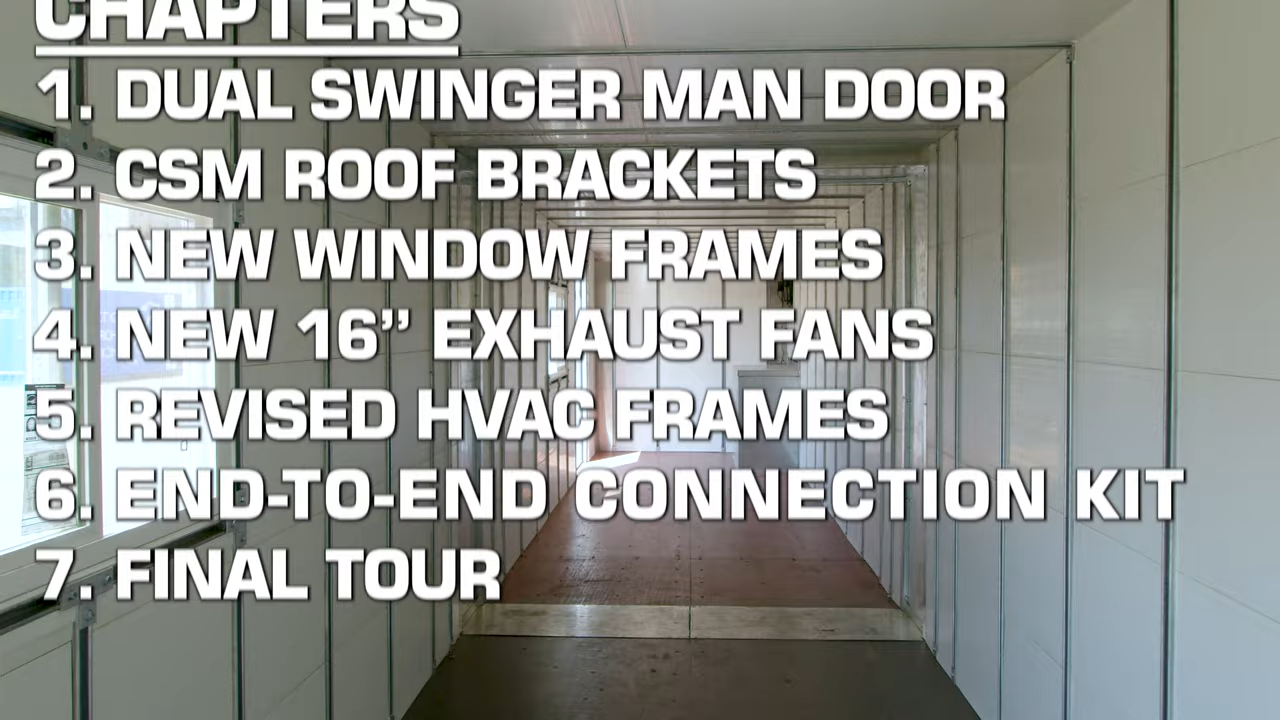 CHAPTERS
1. DUAL SWINGER MAN DOOR
2. CSM ROOF BRACKETS
3. NEW WINDOW FRAMES
4. NEW 16” EXHAUST FANS
5. REVISED HVAC FRAMES
6. END-TO-END CONNECTION KIT
7. FINAL TOUR